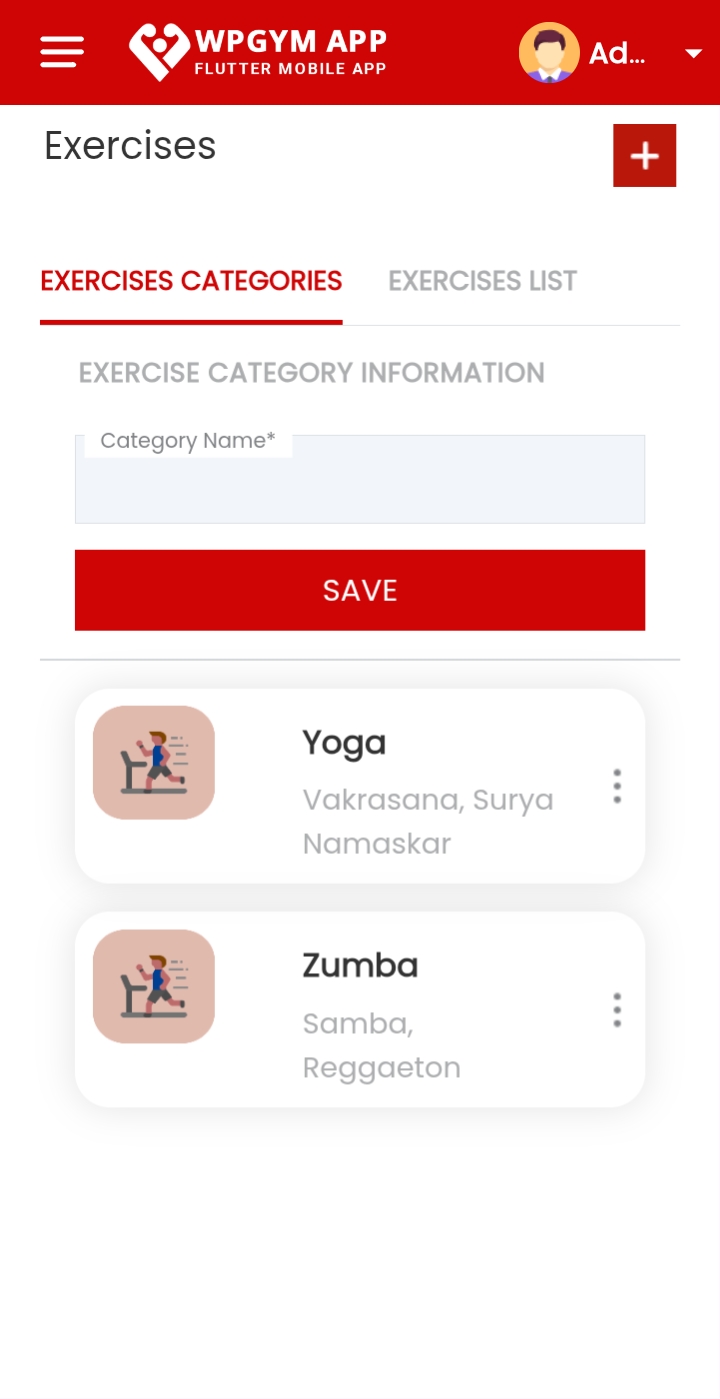 WPGYM APP
FLUTTER MOBILE APP
Ad...
Exercises
EXERCISES CATEGORIES
EXERCISES LIST
EXERCISE CATEGORY INFORMATION
Category Name*
SAVE
Yoga
Vakrasana, Surya
Namaskar
Zumba
Samba,
Reggaeton